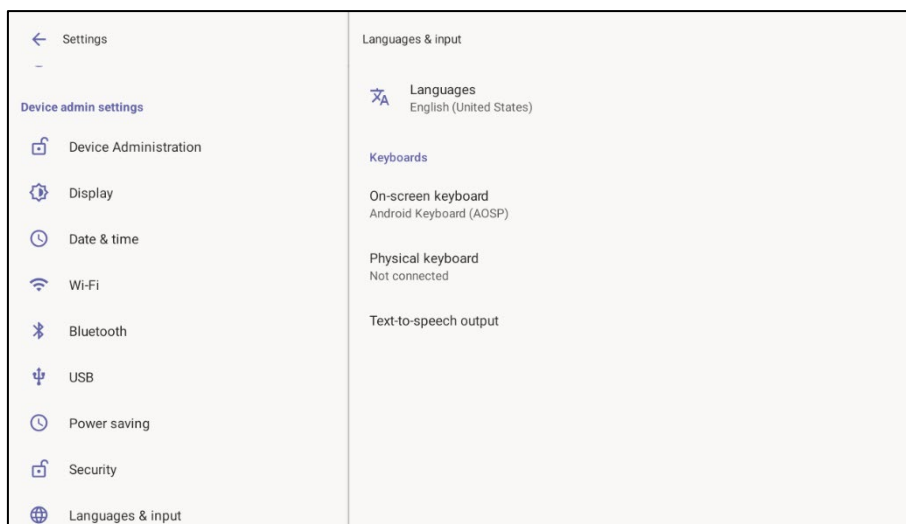 Settings
Device admin settings
Device Administration
Display
Date & time
Wi-Fi
Bluetooth
USB
Power saving
Security
Languages & input
Languages & input
Languages
English (United States)
Keyboards
On-screen keyboard
Android Keyboard (AOSP)
Physical keyboard
Not connected
Text-to-speech output